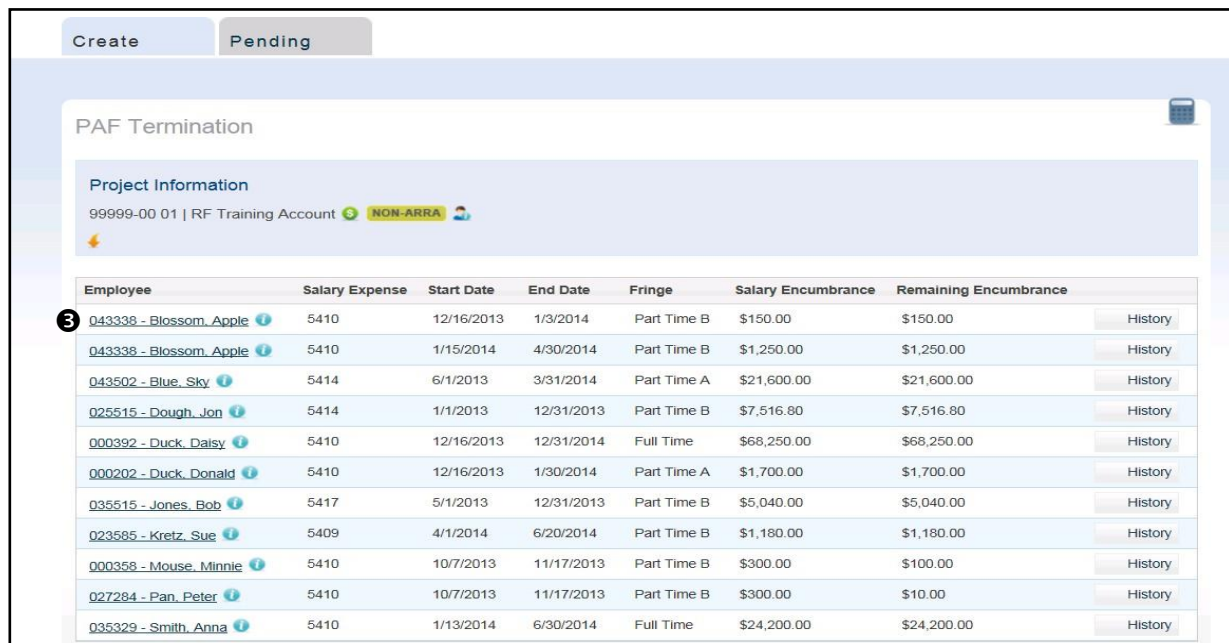 Create Pending
PAF Termination
Project Information
99999-00 01 | RF Training Account $ NON-ARRA
Employee Salary Expense Start Date End Date Fringe Salary Encumbrance Remaining Encumbrance
❸ 043338 - Blossom, Apple i 5410 12/16/2013 1/3/2014 Part Time B $150.00 $150.00 History
043338 - Blossom, Apple i 5410 1/15/2014 4/30/2014 Part Time B $1,250.00 $1,250.00 History
043502 - Blue, Sky i 5414 6/1/2013 3/31/2014 Part Time A $21,600.00 $21,600.00 History
025515 - Dough, Jon i 5414 1/1/2013 12/31/2013 Part Time B $7,516.80 $7,516.80 History
000392 - Duck, Daisy i 5410 12/16/2013 12/31/2014 Full Time $68,250.00 $68,250.00 History
000202 - Duck, Donald i 5410 12/16/2013 1/30/2014 Part Time A $1,700.00 $1,700.00 History
035515 - Jones, Bob i 5417 5/1/2013 12/31/2013 Part Time B $5,040.00 $5,040.00 History
023585 - Kretz, Sue i 5409 4/1/2014 6/20/2014 Part Time B $1,180.00 $1,180.00 History
000358 - Mouse, Minnie i 5410 10/7/2013 11/17/2013 Part Time B $300.00 $100.00 History
027284 - Pan, Peter i 5410 10/7/2013 11/17/2013 Part Time B $300.00 $10.00 History
035329 - Smith, Anna i 5410 1/13/2014 6/30/2014 Full Time $24,200.00 $24,200.00 History